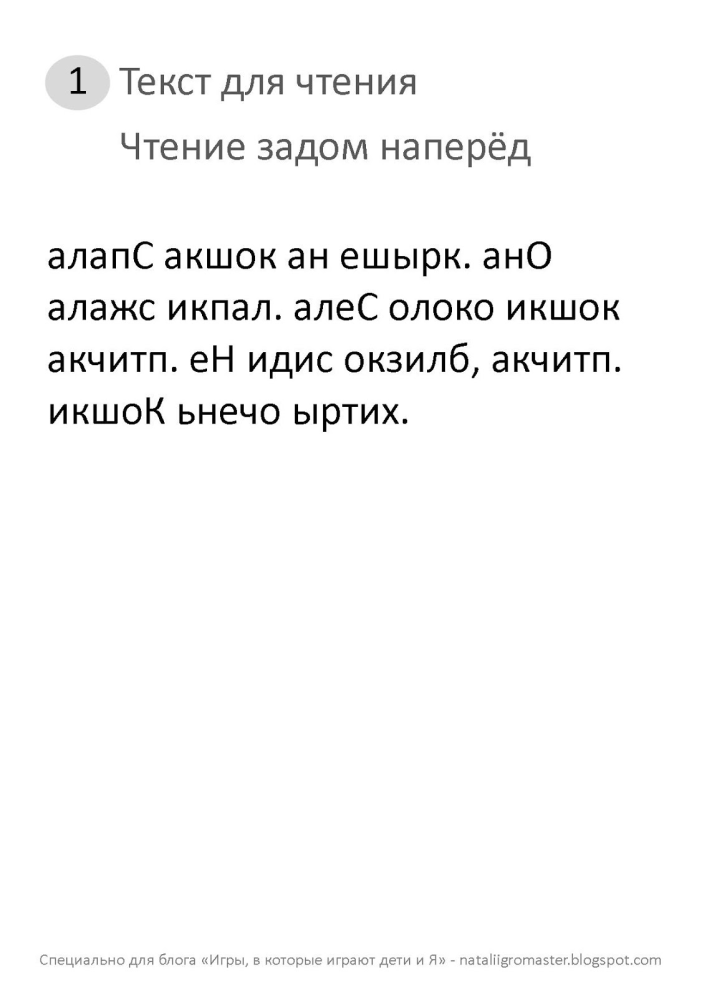 1 Текст для чтения
Чтение задом наперёд
алапС акшок ан ешырк. анО
алажс икпал. алеС олоко икшок
акчитп. еН идис окзилб, акчитп.
икшоК ьнечо ыртих.
Специально для блога «Игры, в которые играют дети и Я» - nataliigromaster.blogspot.com